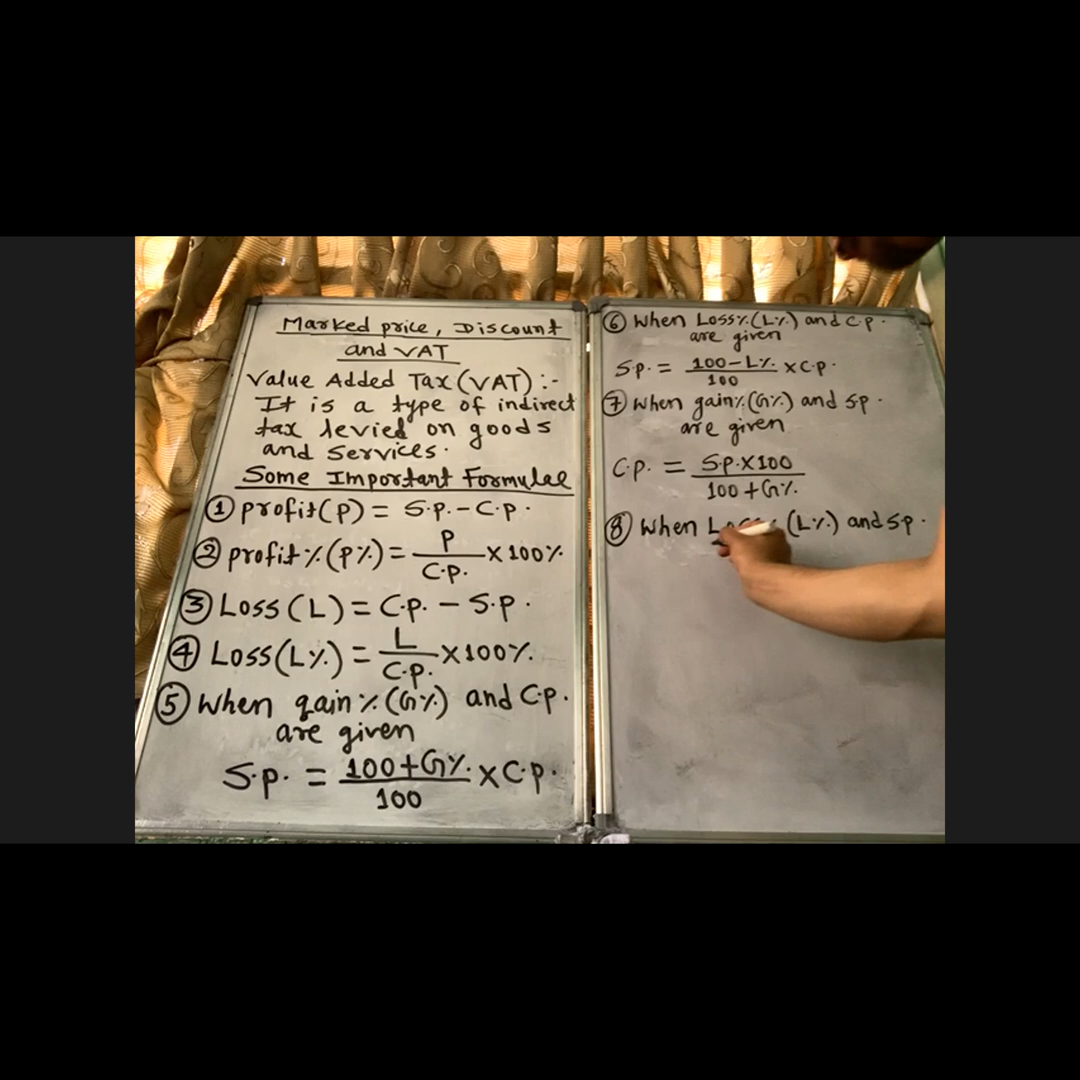 Marked price, Discount
and VAT
Value Added Tax (VAT) :-
It is a type of indirect
tax levied on goods
and Services.
Some Important Formulae
① profit(P) = S.p. - C.p.
② profit%(P%) = P/C.p. × 100%
③ Loss (L) = C.p. - S.p.
④ Loss(L%) = L/C.p. × 100%
⑤ When gain%(G%) and C.p.
are given
S.p. = 100+G%/100 × C.p.
⑥ When Loss%(L%) and C.p.
are given
S.p. = 100-L%/100 × C.p.
⑦ When gain%(G%) and S.p.
are given
C.p. = S.p.×100/100+G%
⑧ When (L%) and S.p.